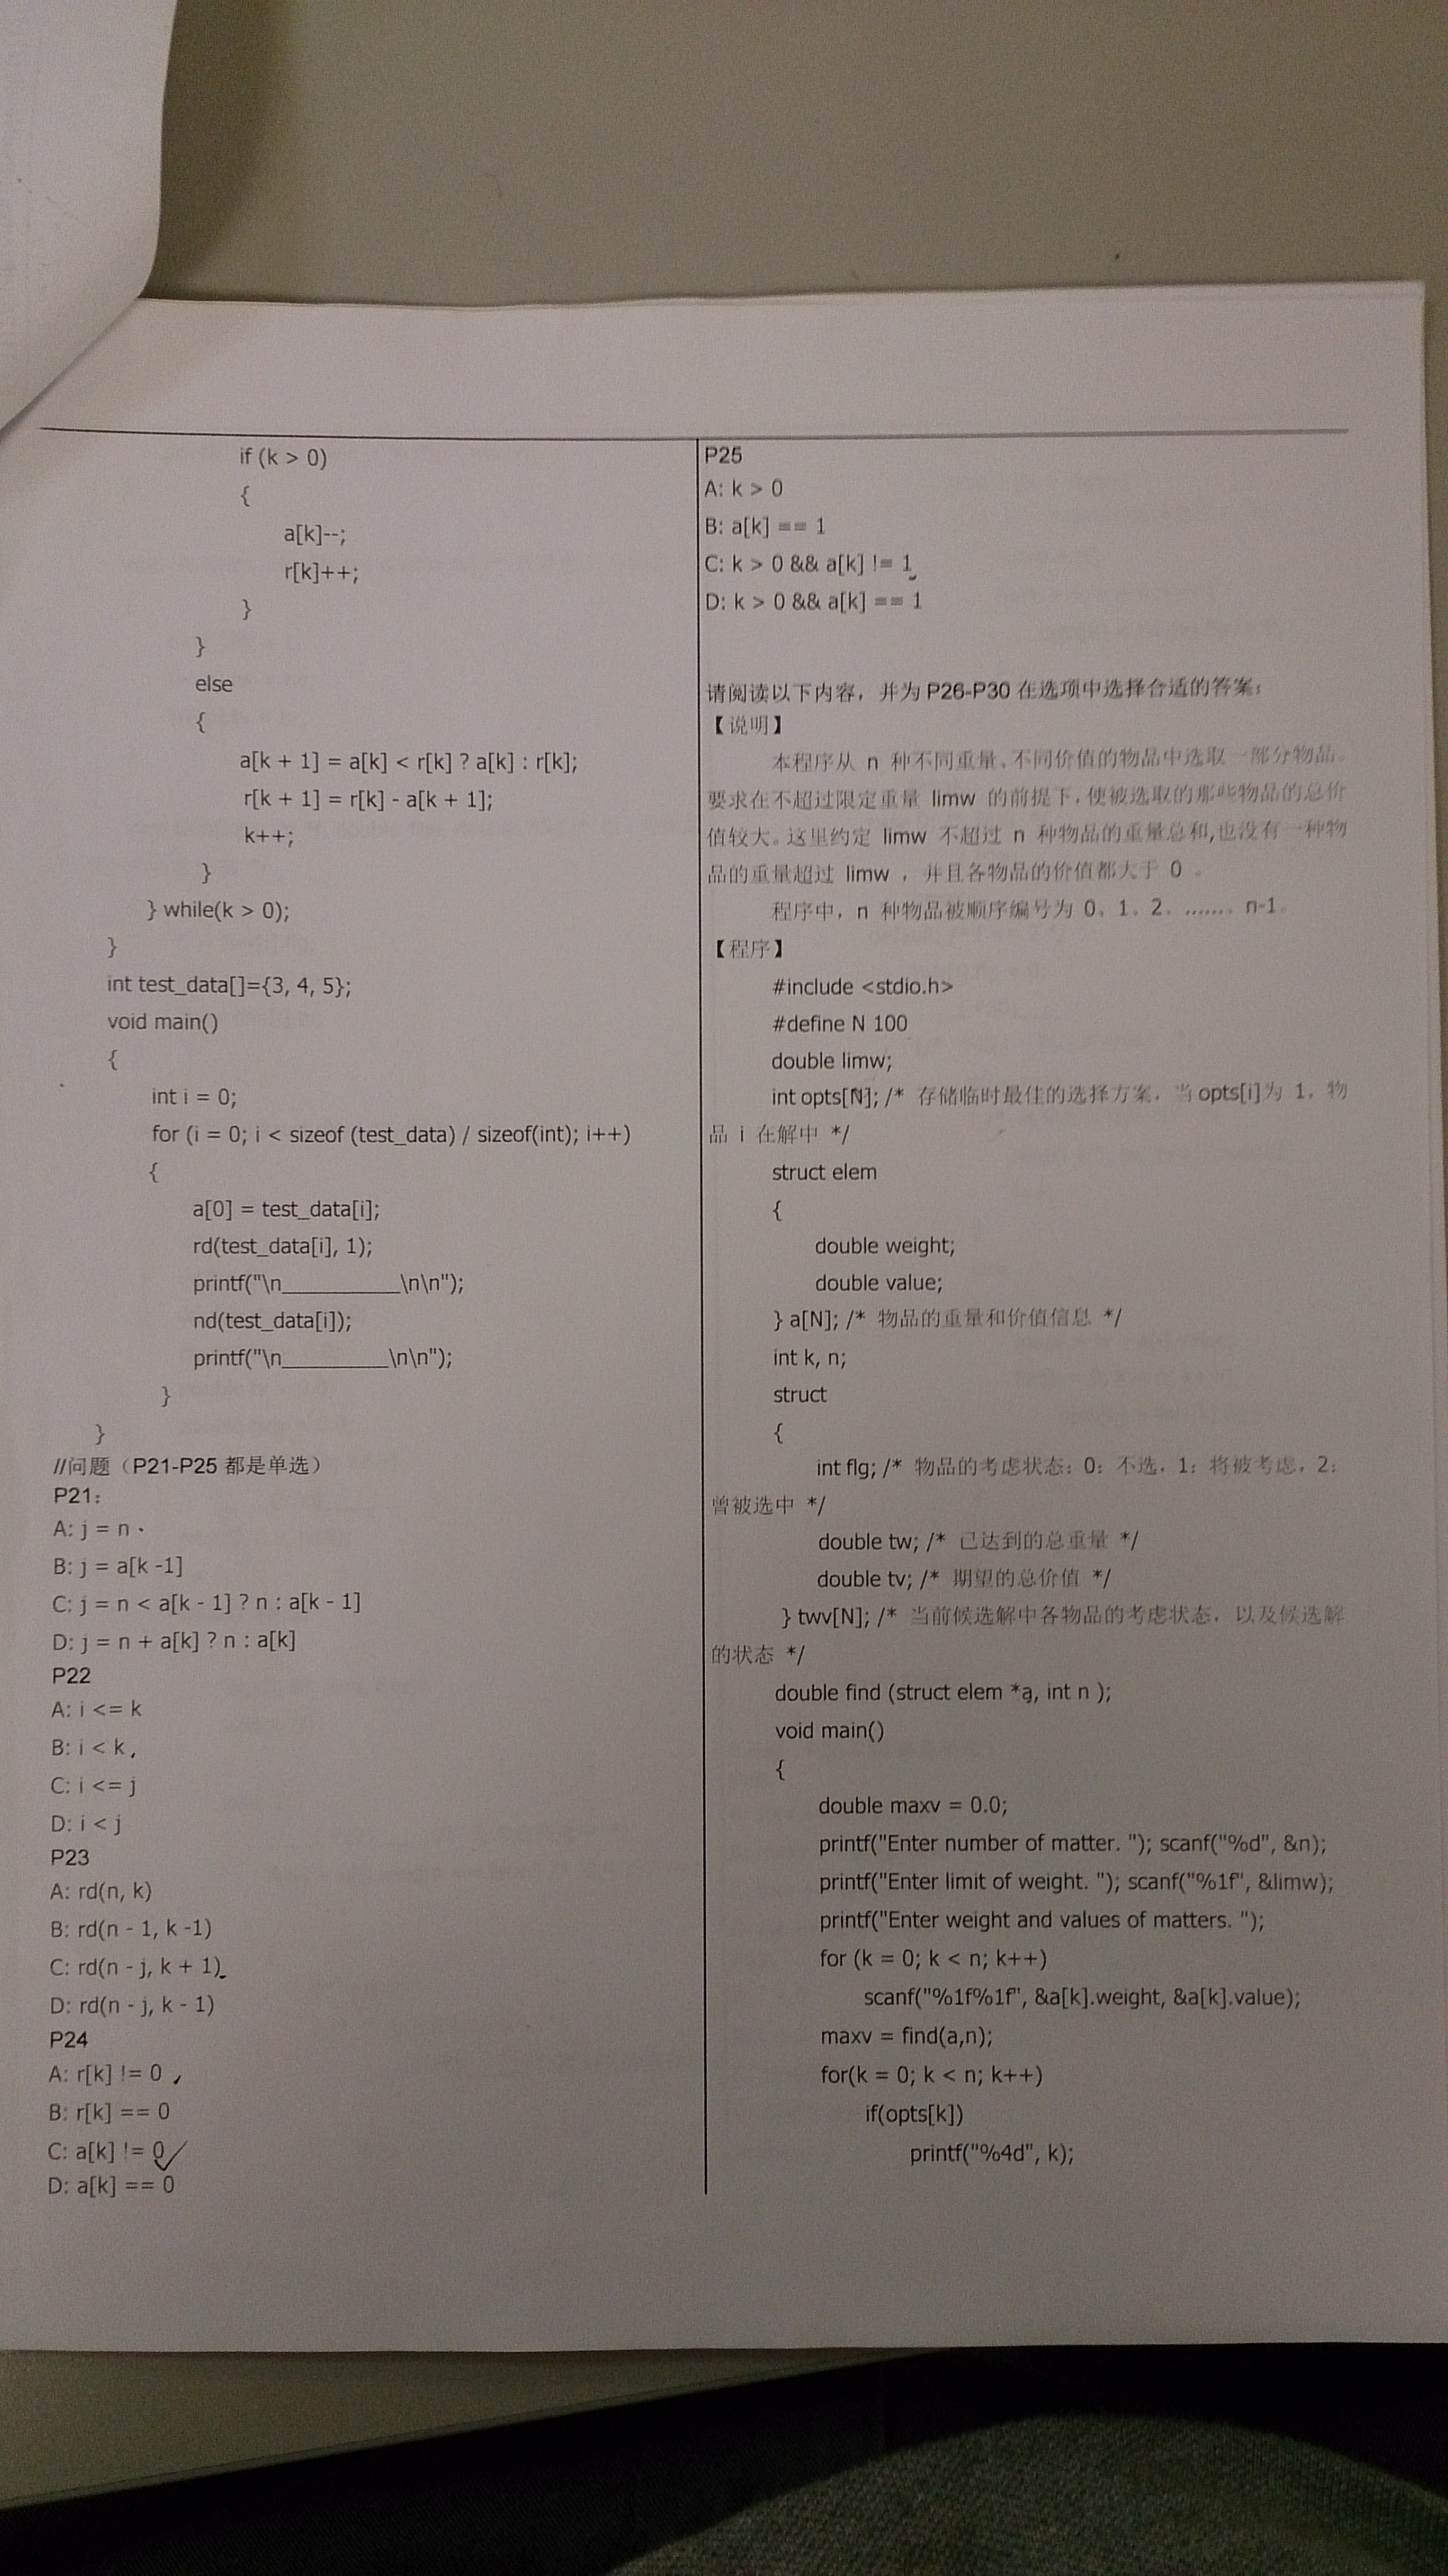 if (k > 0)
{
a[k]--;
r[k]++;
}
}
else
{
a[k + 1] = a[k] < r[k] ? a[k] : r[k];
r[k + 1] = r[k] - a[k + 1];
k++;
}
} while(k > 0);
}
int test_data[]={3, 4, 5};
void main()
{
int i = 0;
for (i = 0; i < sizeof (test_data) / sizeof(int); i++)
{
a[0] = test_data[i];
rd(test_data[i], 1);
printf("\n__________\n\n");
nd(test_data[i]);
printf("\n_________\n\n");
}
}
//问题（P21-P25 都是单选）
P21：
A: j = n
B: j = a[k -1]
C: j = n < a[k - 1] ? n : a[k - 1]
D: j = n + a[k] ? n : a[k]
P22
A: i <= k
B: i < k
C: i <= j
D: i < j
P23
A: rd(n, k)
B: rd(n - 1, k -1)
C: rd(n - j, k + 1)
D: rd(n - j, k - 1)
P24
A: r[k] != 0
B: r[k] == 0
C: a[k] != 0
D: a[k] == 0
P25
A: k > 0
B: a[k] == 1
C: k > 0 && a[k] != 1
D: k > 0 && a[k] == 1
请阅读以下内容，并为 P26-P30 在选项中选择合适的答案；
【说明】
本程序从 n 种不同重量、不同价值的物品中选取一部分物品。
要求在不超过限定重量 limw 的前提下，使被选取的那些物品的总价
值较大。这里约定 limw 不超过 n 种物品的重量总和,也没有一种物
品的重量超过 limw ，并且各物品的价值都大于 0 。
程序中，n 种物品被顺序编号为 0、1、2、……、n-1。
【程序】
#include <stdio.h>
#define N 100
double limw;
int opts[N]; /* 存储临时最佳的选择方案，当 opts[i]为 1，物
品 i 在解中 */
struct elem
{
double weight;
double value;
} a[N]; /* 物品的重量和价值信息 */
int k, n;
struct
{
int flg; /* 物品的考虑状态：0：不选，1：将被考虑，2：
曾被选中 */
double tw; /* 已达到的总重量 */
double tv; /* 期望的总价值 */
} twv[N]; /* 当前候选解中各物品的考虑状态，以及候选解
的状态 */
double find (struct elem *a, int n );
void main()
{
double maxv = 0.0;
printf("Enter number of matter. "); scanf("%d", &n);
printf("Enter limit of weight. "); scanf("%1f", &limw);
printf("Enter weight and values of matters. ");
for (k = 0; k < n; k++)
scanf("%1f%1f", &a[k].weight, &a[k].value);
maxv = find(a,n);
for(k = 0; k < n; k++)
if(opts[k])
printf("%4d", k);